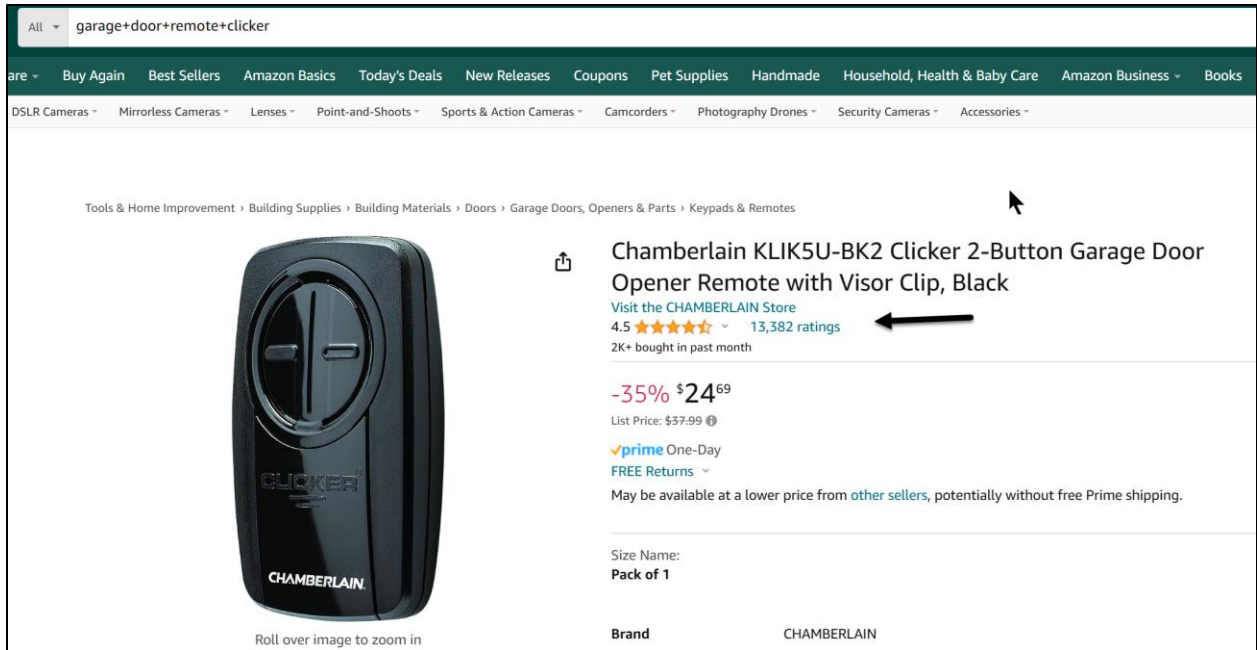 All garage+door+remote+clicker
are Buy Again Best Sellers Amazon Basics Today's Deals New Releases Coupons Pet Supplies Handmade Household, Health & Baby Care Amazon Business Books
DSLR Cameras Mirrorless Cameras Lenses Point-and-Shoots Sports & Action Cameras Camcorders Photography Drones Security Cameras Accessories
Tools & Home Improvement › Building Supplies › Building Materials › Doors › Garage Doors, Openers & Parts › Keypads & Remotes
CLICKER
CHAMBERLAIN
Roll over image to zoom in
Chamberlain KLIK5U-BK2 Clicker 2-Button Garage Door
Opener Remote with Visor Clip, Black
Visit the CHAMBERLAIN Store
4.5 13,382 ratings
2K+ bought in past month
-35% $2469
List Price: $37.99
prime One-Day
FREE Returns
May be available at a lower price from other sellers, potentially without free Prime shipping.
Size Name:
Pack of 1
Brand CHAMBERLAIN